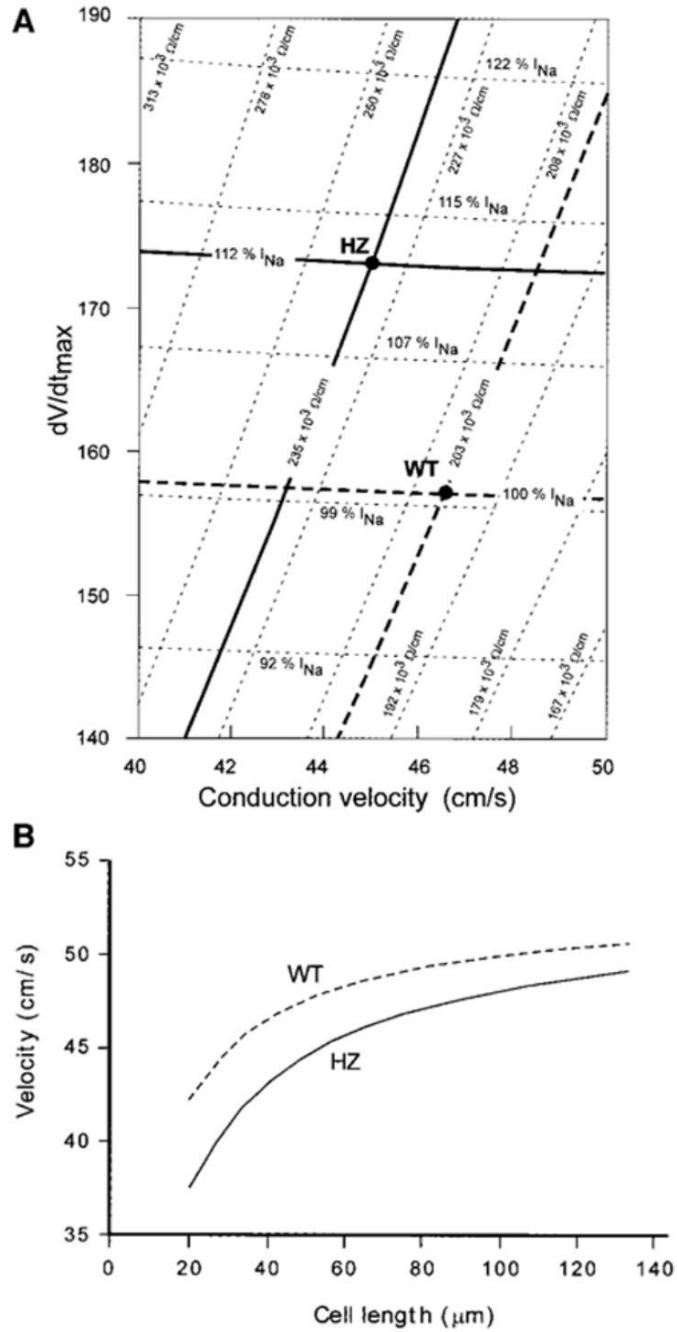 A
190
180
170
160
150
140
dV/dtmax
313 x 10³ Ω/cm
278 x 10³ Ω/cm
250 x 10³ Ω/cm
122 % INa
227 x 10³ Ω/cm
208 x 10³ Ω/cm
115 % INa
HZ
112 % INa
107 % INa
235 x 10³ Ω/cm
203 x 10³ Ω/cm
WT
100 % INa
99 % INa
92 % INa
192 x 10³ Ω/cm
179 x 10³ Ω/cm
167 x 10³ Ω/cm
40 42 44 46 48 50
Conduction velocity (cm/s)
B
55
50
45
40
35
Velocity (cm/s)
WT
HZ
0 20 40 60 80 100 120 140
Cell length (μm)